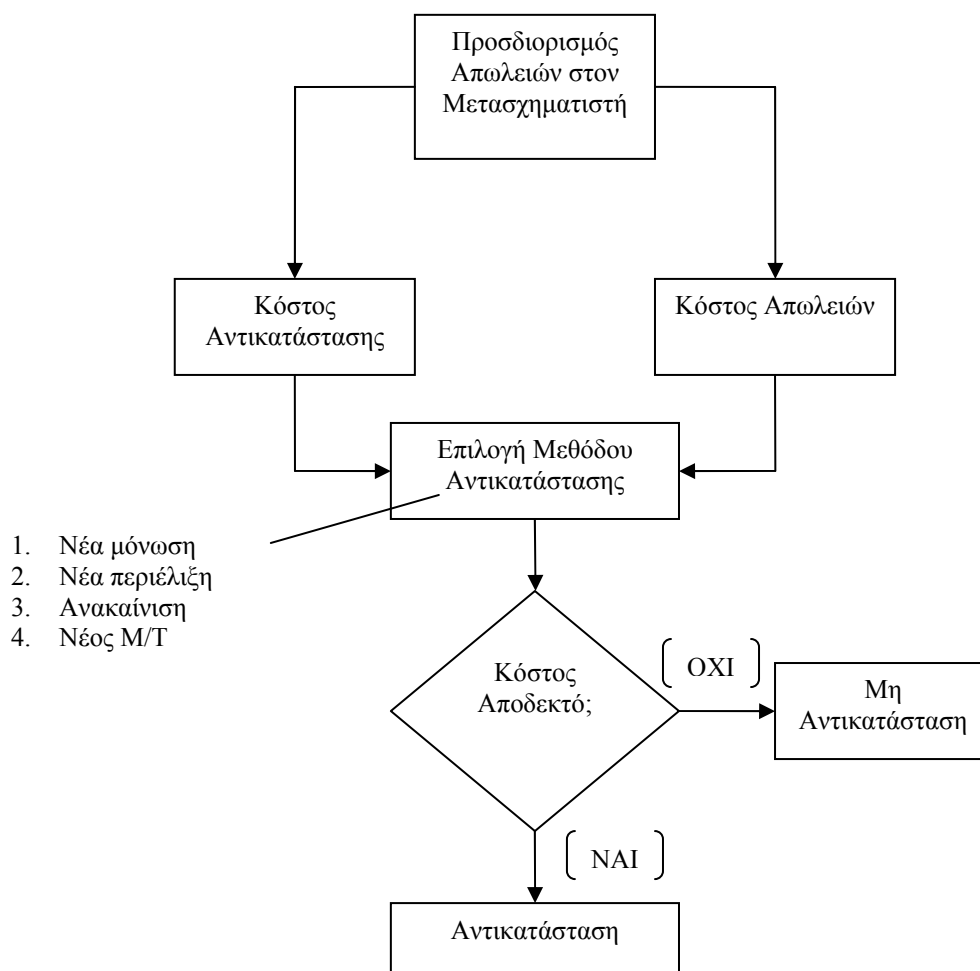 Προσδιορισμός
Απωλειών στον
Μετασχηματιστή
Κόστος
Αντικατάστασης
Κόστος Απωλειών
Επιλογή Μεθόδου
Αντικατάστασης
1. Νέα μόνωση
2. Νέα περιέλιξη
3. Ανακαίνιση
4. Νέος Μ/Τ
Κόστος
Αποδεκτό;
ΟΧΙ
Μη
Αντικατάσταση
ΝΑΙ
Αντικατάσταση